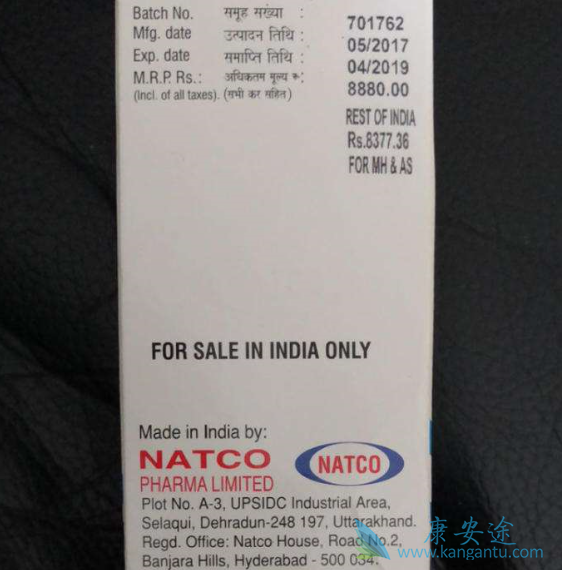 Batch No. समूह संख्या : 701762
Mfg. date उत्पादन तिथि : 05/2017
Exp. date समाप्ति तिथि : 04/2019
M.R.P. Rs.: अधिकतम मूल्य रू: 8880.00
(Incl. of all taxes). (सभी कर सहित)
REST OF INDIA
Rs.8377.36
FOR MH & AS
FOR SALE IN INDIA ONLY
Made in India by:
NATCO NATCO
PHARMA LIMITED
Plot No. A-3, UPSIDC Industrial Area,
Selaqui, Dehradun-248 197, Uttarakhand.
Regd. Office: Natco House, Road No.2,
Banjara Hills, Hyderabad - 500 034.
康安途
www.kangantu.com